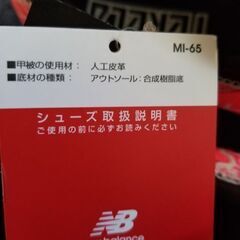 MI-65
■甲被の使用材: 人工皮革
■底材の種類: アウトソール:合成樹脂底
シューズ取扱説明書
ご使用の前に必ずお読みください
NB
balance